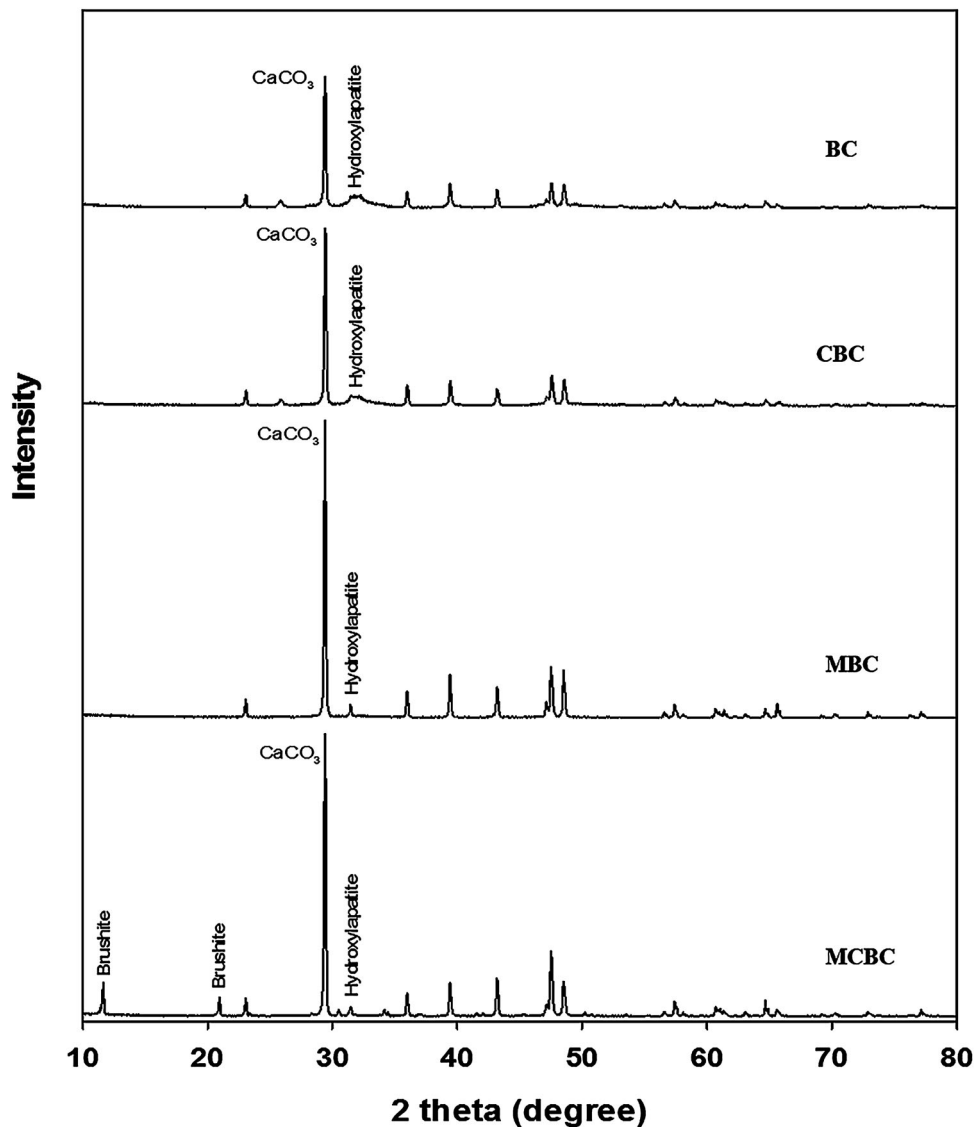 CaCO3
Hydroxylapatite
BC
CaCO3
Hydroxylapatite
CBC
CaCO3
Hydroxylapatite
MBC
CaCO3
Brushite
Brushite
Hydroxylapatite
MCBC
Intensity
10 20 30 40 50 60 70 80
2 theta (degree)